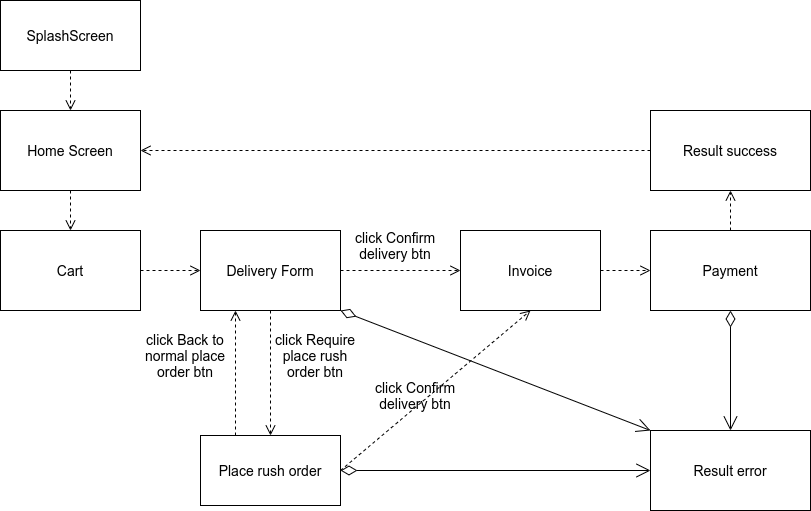 SplashScreen
Home Screen
Result success
click Confirm
delivery btn
Cart
Delivery Form
Invoice
Payment
click Back to
normal place
order btn
click Require
place rush
order btn
click Confirm
delivery btn
Place rush order
Result error